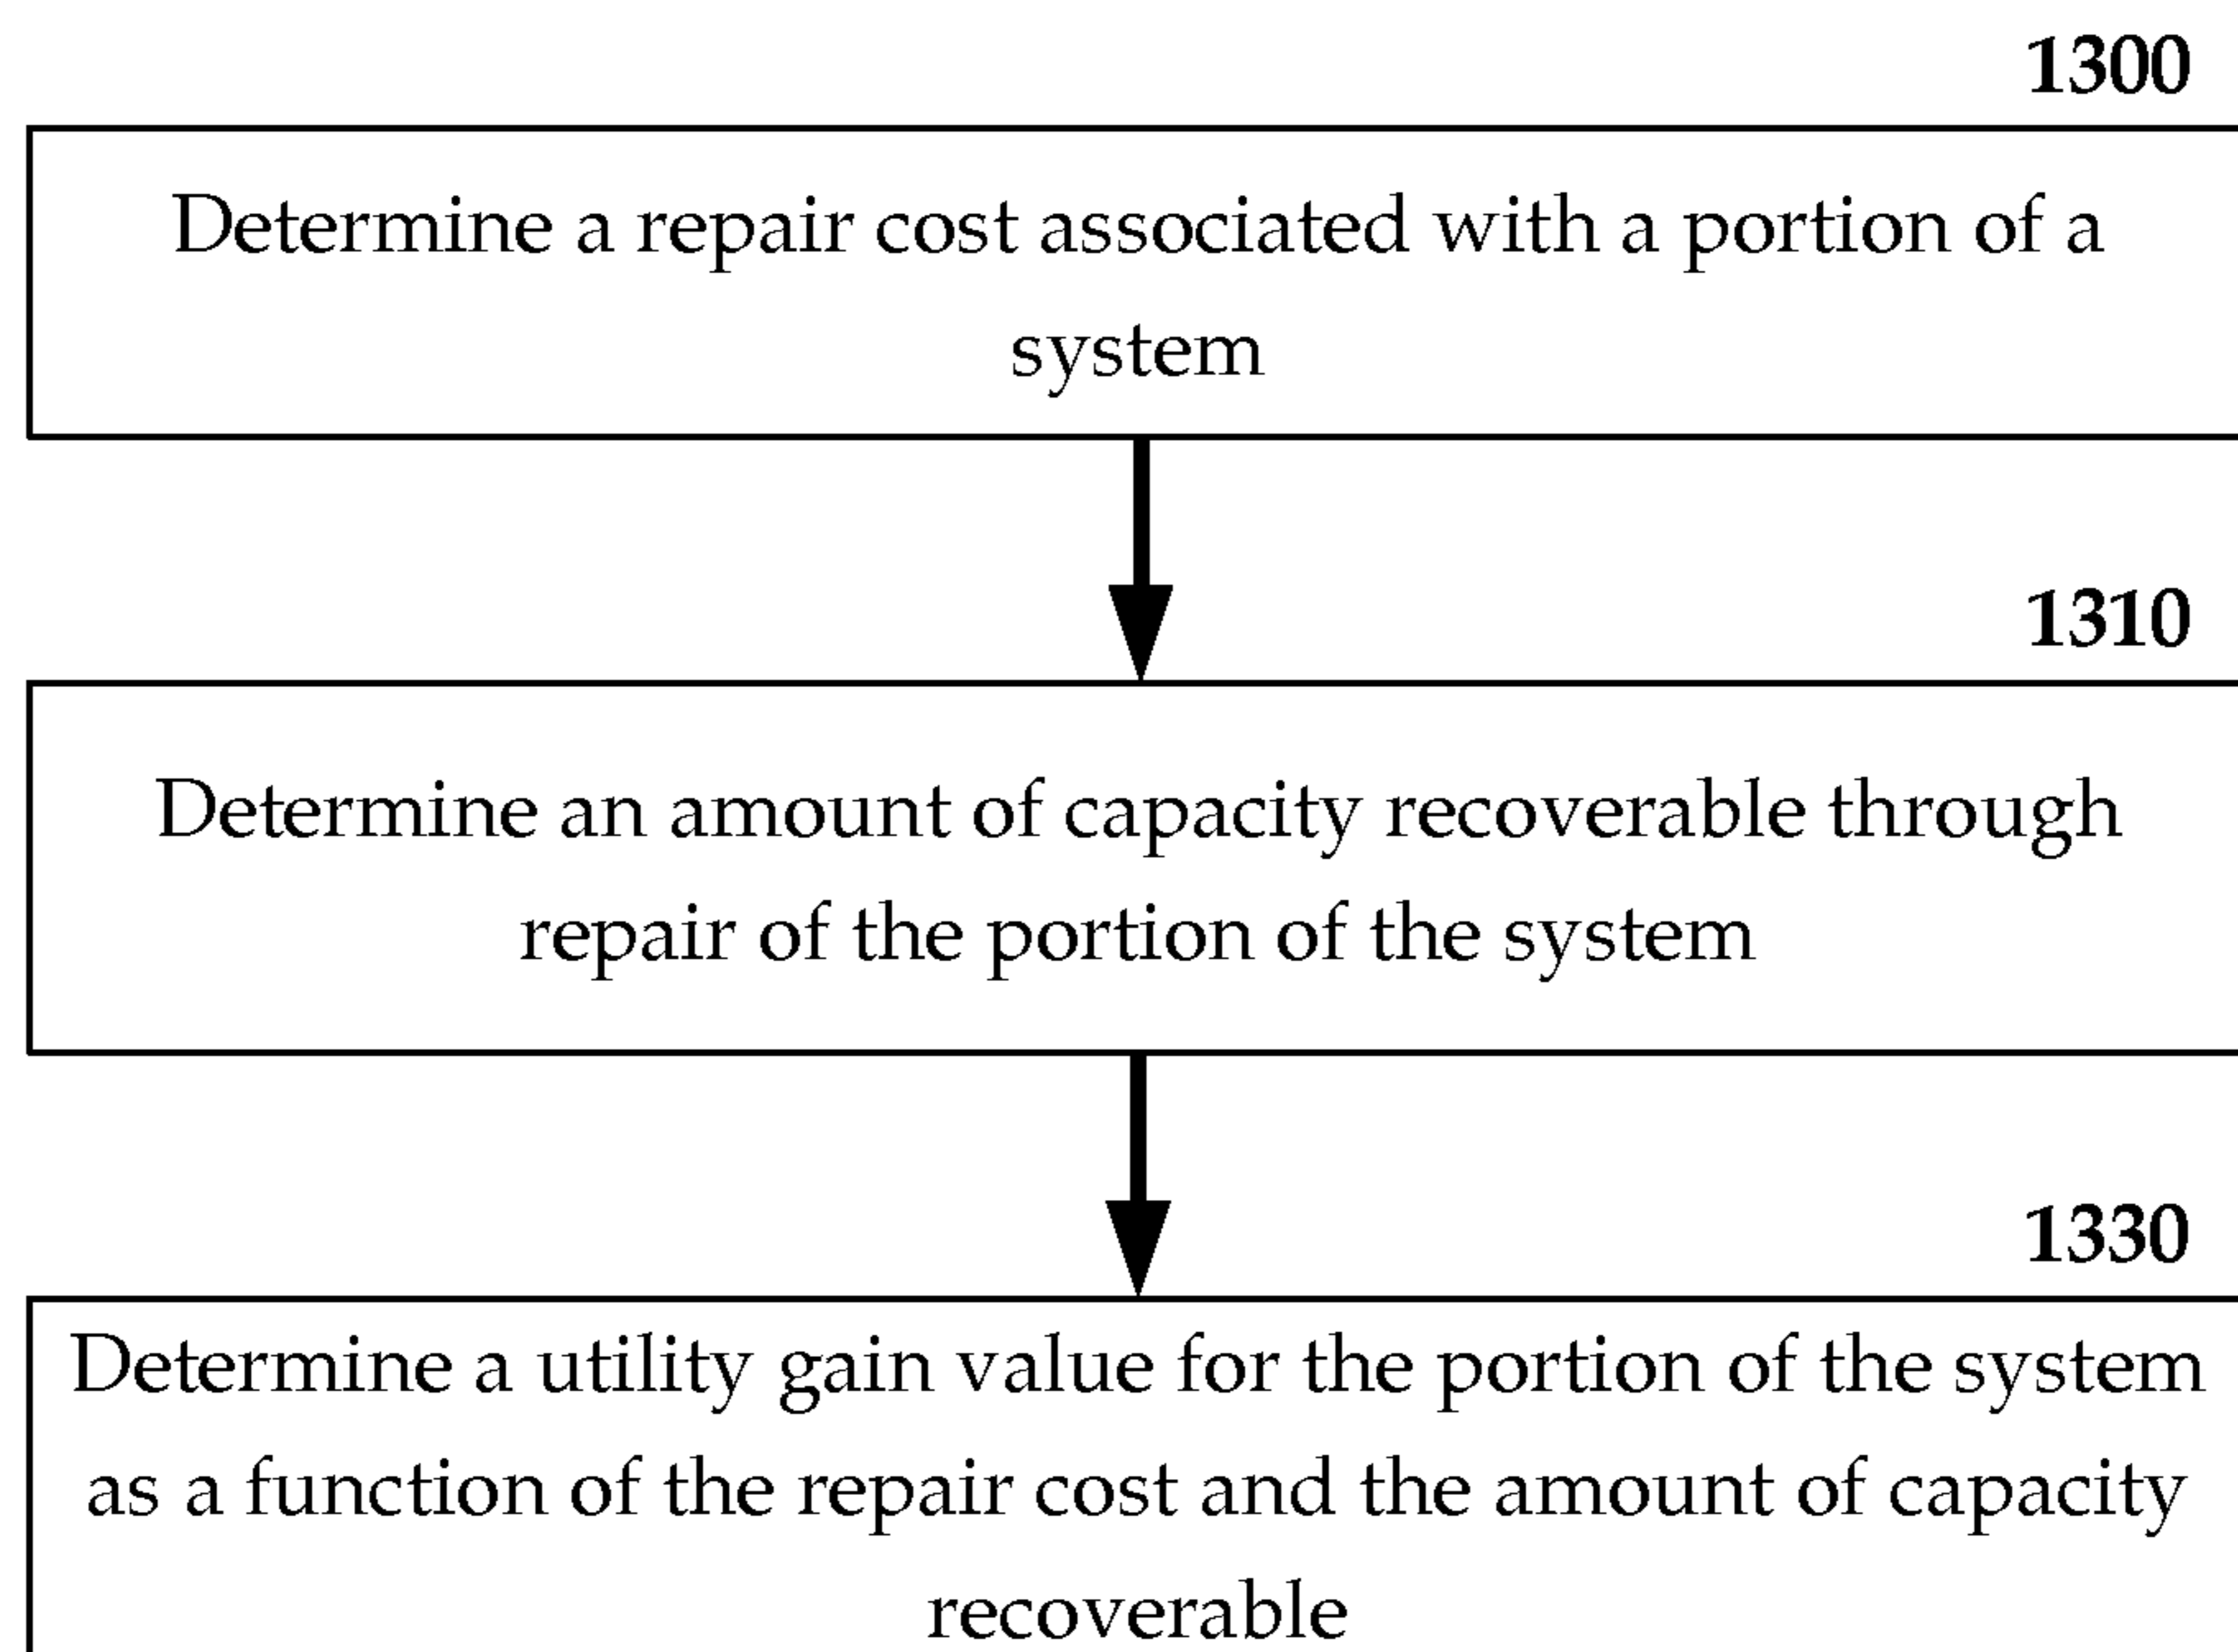 1300
Determine a repair cost associated with a portion of a
system
1310
Determine an amount of capacity recoverable through
repair of the portion of the system
1330
Determine a utility gain value for the portion of the system
as a function of the repair cost and the amount of capacity
recoverable